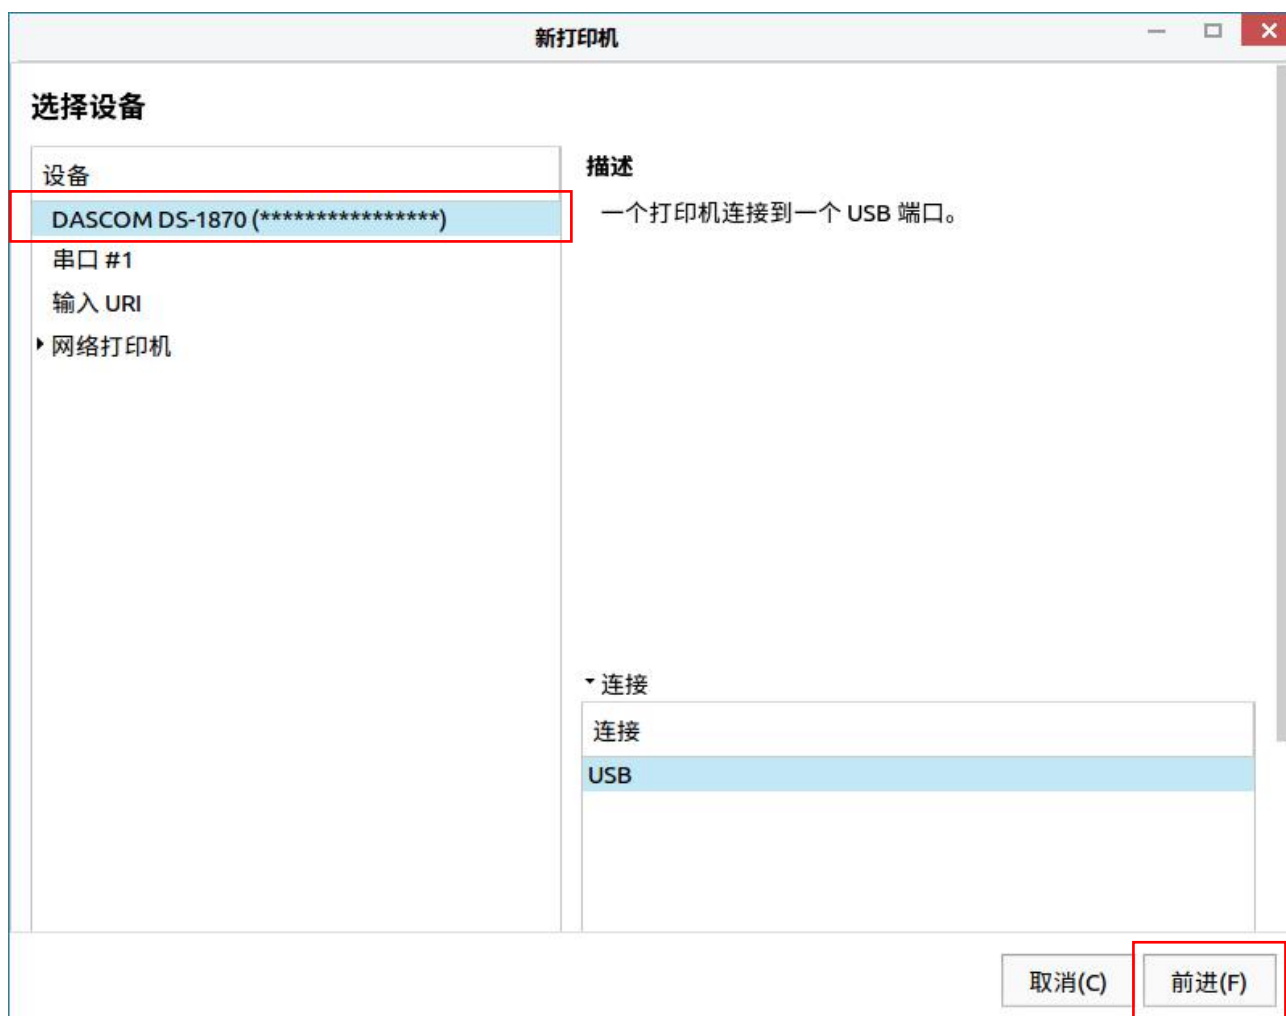 新打印机
选择设备
设备
DASCOM DS-1870 (****************)
串口 #1
输入 URI
网络打印机
描述
一个打印机连接到一个 USB 端口。
连接
连接
USB
取消(C)
前进(F)